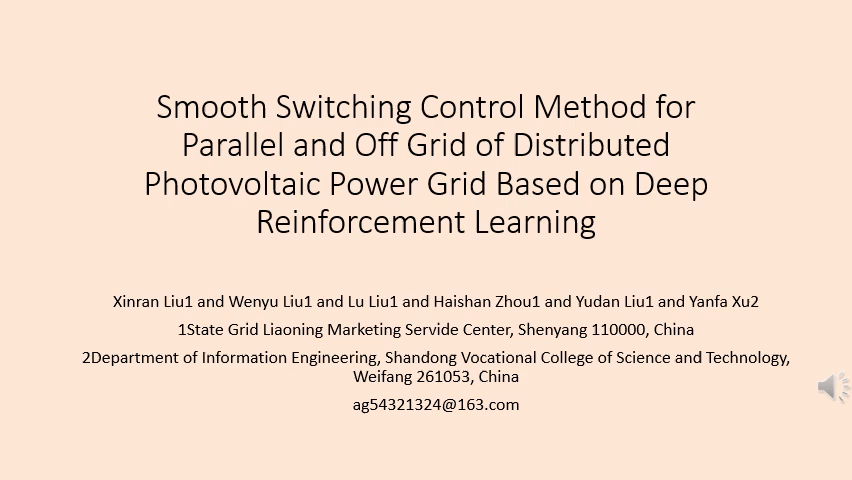 Smooth Switching Control Method for
Parallel and Off Grid of Distributed
Photovoltaic Power Grid Based on Deep
Reinforcement Learning
Xinran Liu1 and Wenyu Liu1 and Lu Liu1 and Haishan Zhou1 and Yudan Liu1 and Yanfa Xu2
1State Grid Liaoning Marketing Servide Center, Shenyang 110000, China
2Department of Information Engineering, Shandong Vocational College of Science and Technology,
Weifang 261053, China
ag54321324@163.com